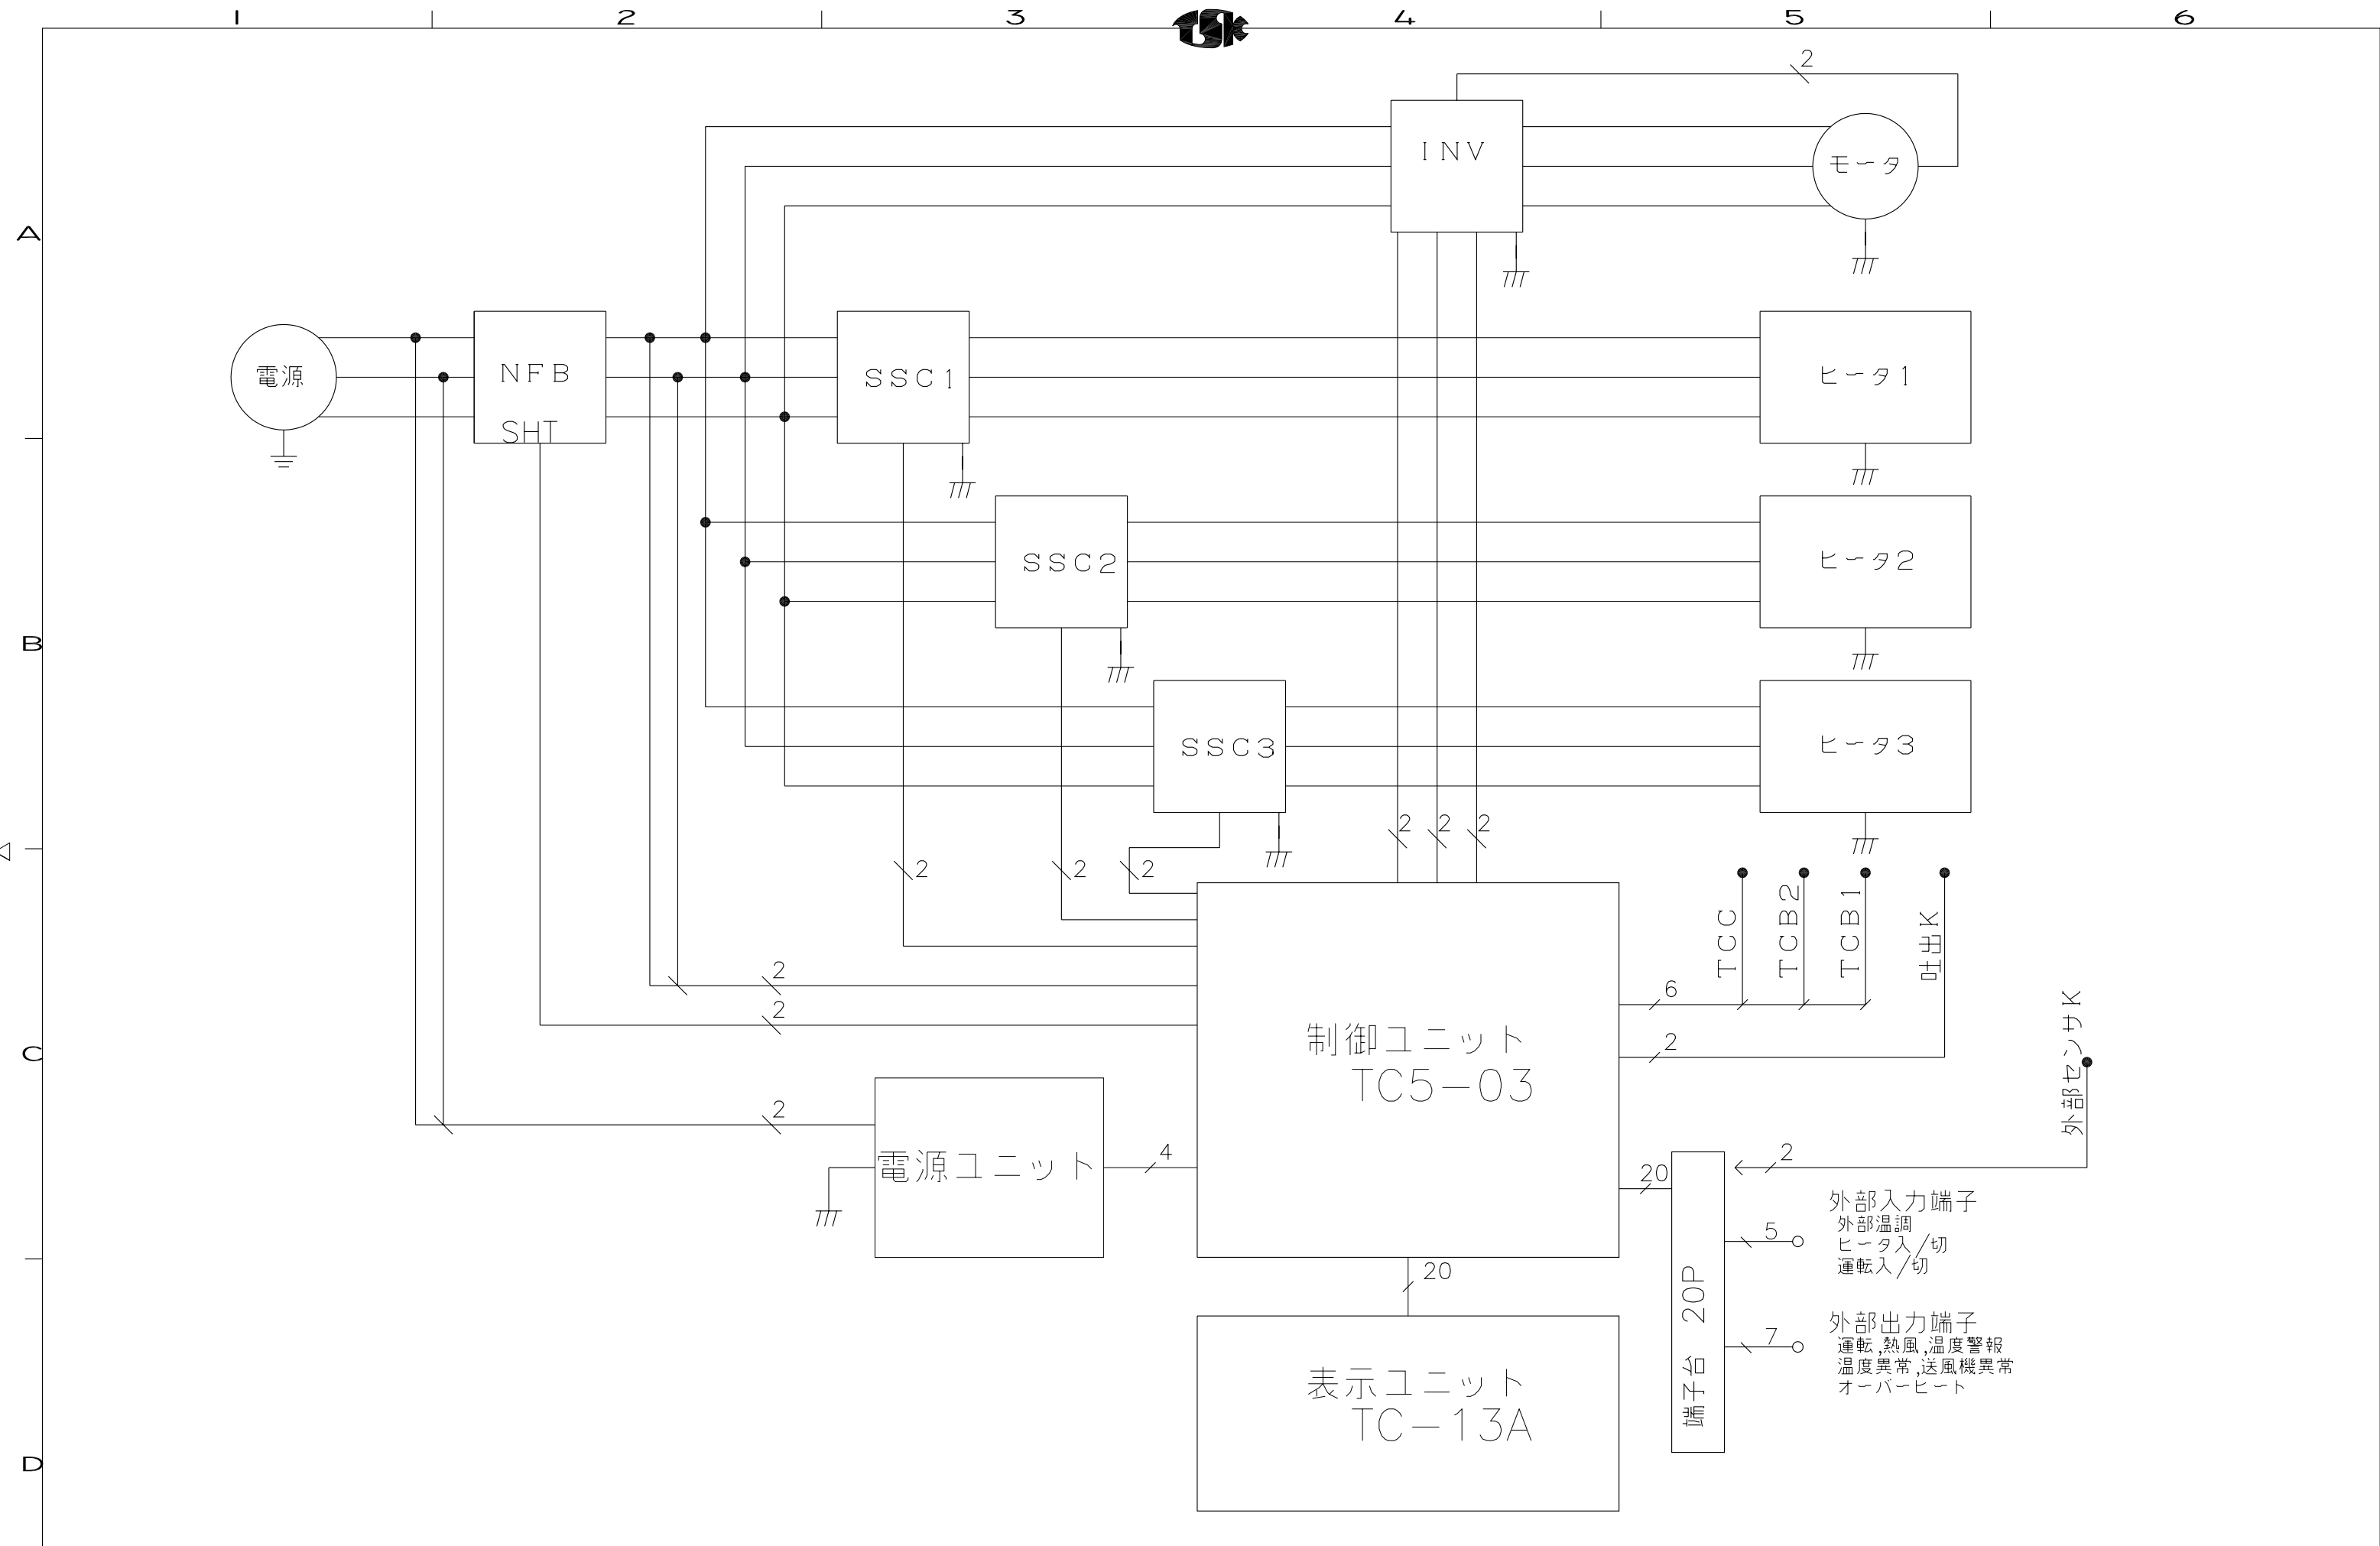 1 2 3 4 5 6
A
B
C
D
2
INV
モータ
電源
NFB
SHT
SSC1
ヒータ1
SSC2
ヒータ2
SSC3
ヒータ3
2 2 2
2 2 2
TCC
TCB2
TCB1
吐出K
外部センサK
2
2
6
2
制御ユニット
TC5-03
2
電源ユニット
4
20
2
端子台 20P
外部入力端子
外部温調
ヒータ入/切
運転入/切
5
20
外部出力端子
運転,熱風,温度警報
温度異常,送風機異常
オーバーヒート
7
表示ユニット
TC-13A